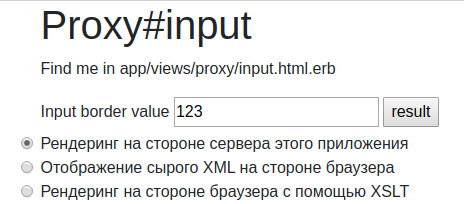 Proxy#input
Find me in app/views/proxy/input.html.erb
Input border value 123 result
Рендеринг на стороне сервера этого приложения
Отображение сырого XML на стороне браузера
Рендеринг на стороне браузера с помощью XSLT